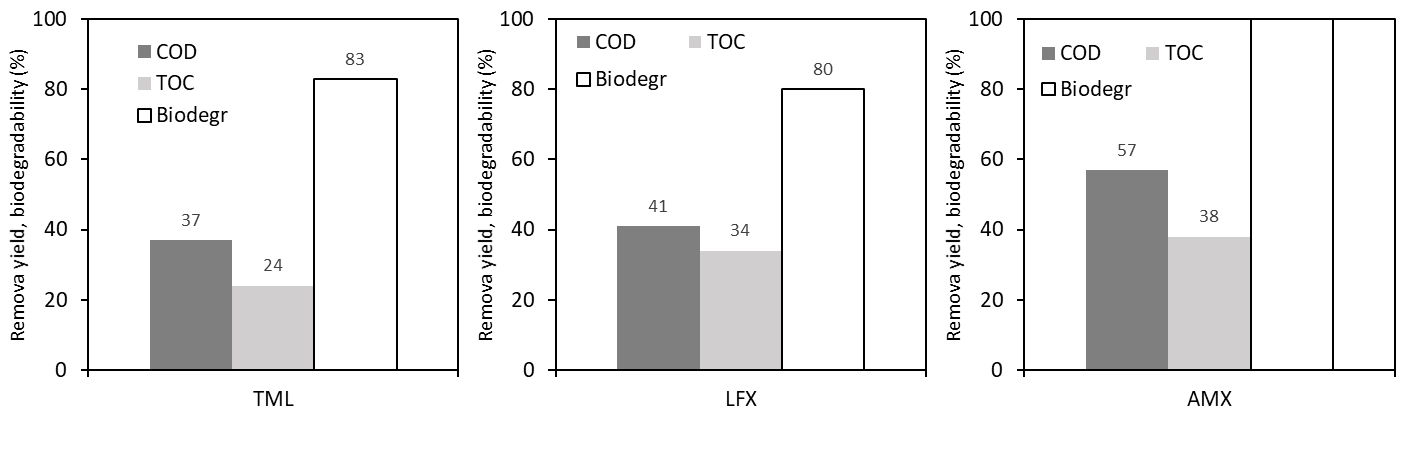 Remova yield, biodegradability (%)
100
80
60
40
20
0
COD
TOC
Biodegr
37
24
83
TML
Remova yield, biodegradability (%)
100
80
60
40
20
0
COD TOC
Biodegr
41
34
80
LFX
Remova yield, biodegradability (%)
100
80
60
40
20
0
COD TOC
Biodegr
57
38
AMX